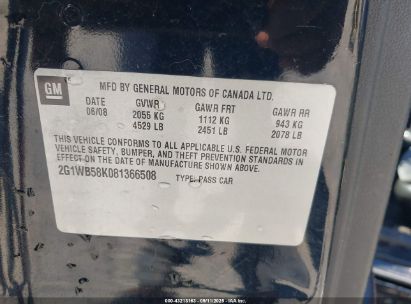 GM
MFD BY GENERAL MOTORS OF CANADA LTD.
DATE GVWR GAWR FRT GAWR RR
06/08 2055 KG 1112 KG 943 KG
4529 LB 2451 LB 2078 LB
THIS VEHICLE CONFORMS TO ALL APPLICABLE U.S. FEDERAL MOTOR
VEHICLE SAFETY, BUMPER, AND THEFT PREVENTION STANDARDS IN
EFFECT ON THE DATE OF MANUFACTURE SHOWN ABOVE.
2G1WB58K081366508 TYPE: PASS CAR